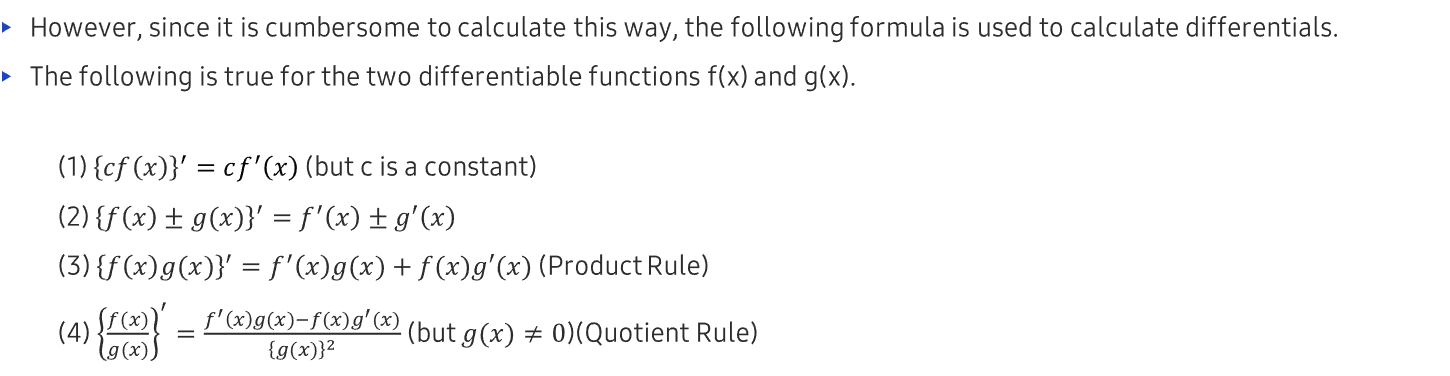 ▸ However, since it is cumbersome to calculate this way, the following formula is used to calculate differentials.
▸ The following is true for the two differentiable functions f(x) and g(x).
(1) {cf(x)}′ = cf′(x) (but c is a constant)
(2) {f(x) ± g(x)}′ = f′(x) ± g′(x)
(3) {f(x)g(x)}′ = f′(x)g(x) + f(x)g′(x) (Product Rule)
(4) {f(x)/g(x)}′ = f′(x)g(x)−f(x)g′(x)/{g(x)}² (but g(x) ≠ 0)(Quotient Rule)